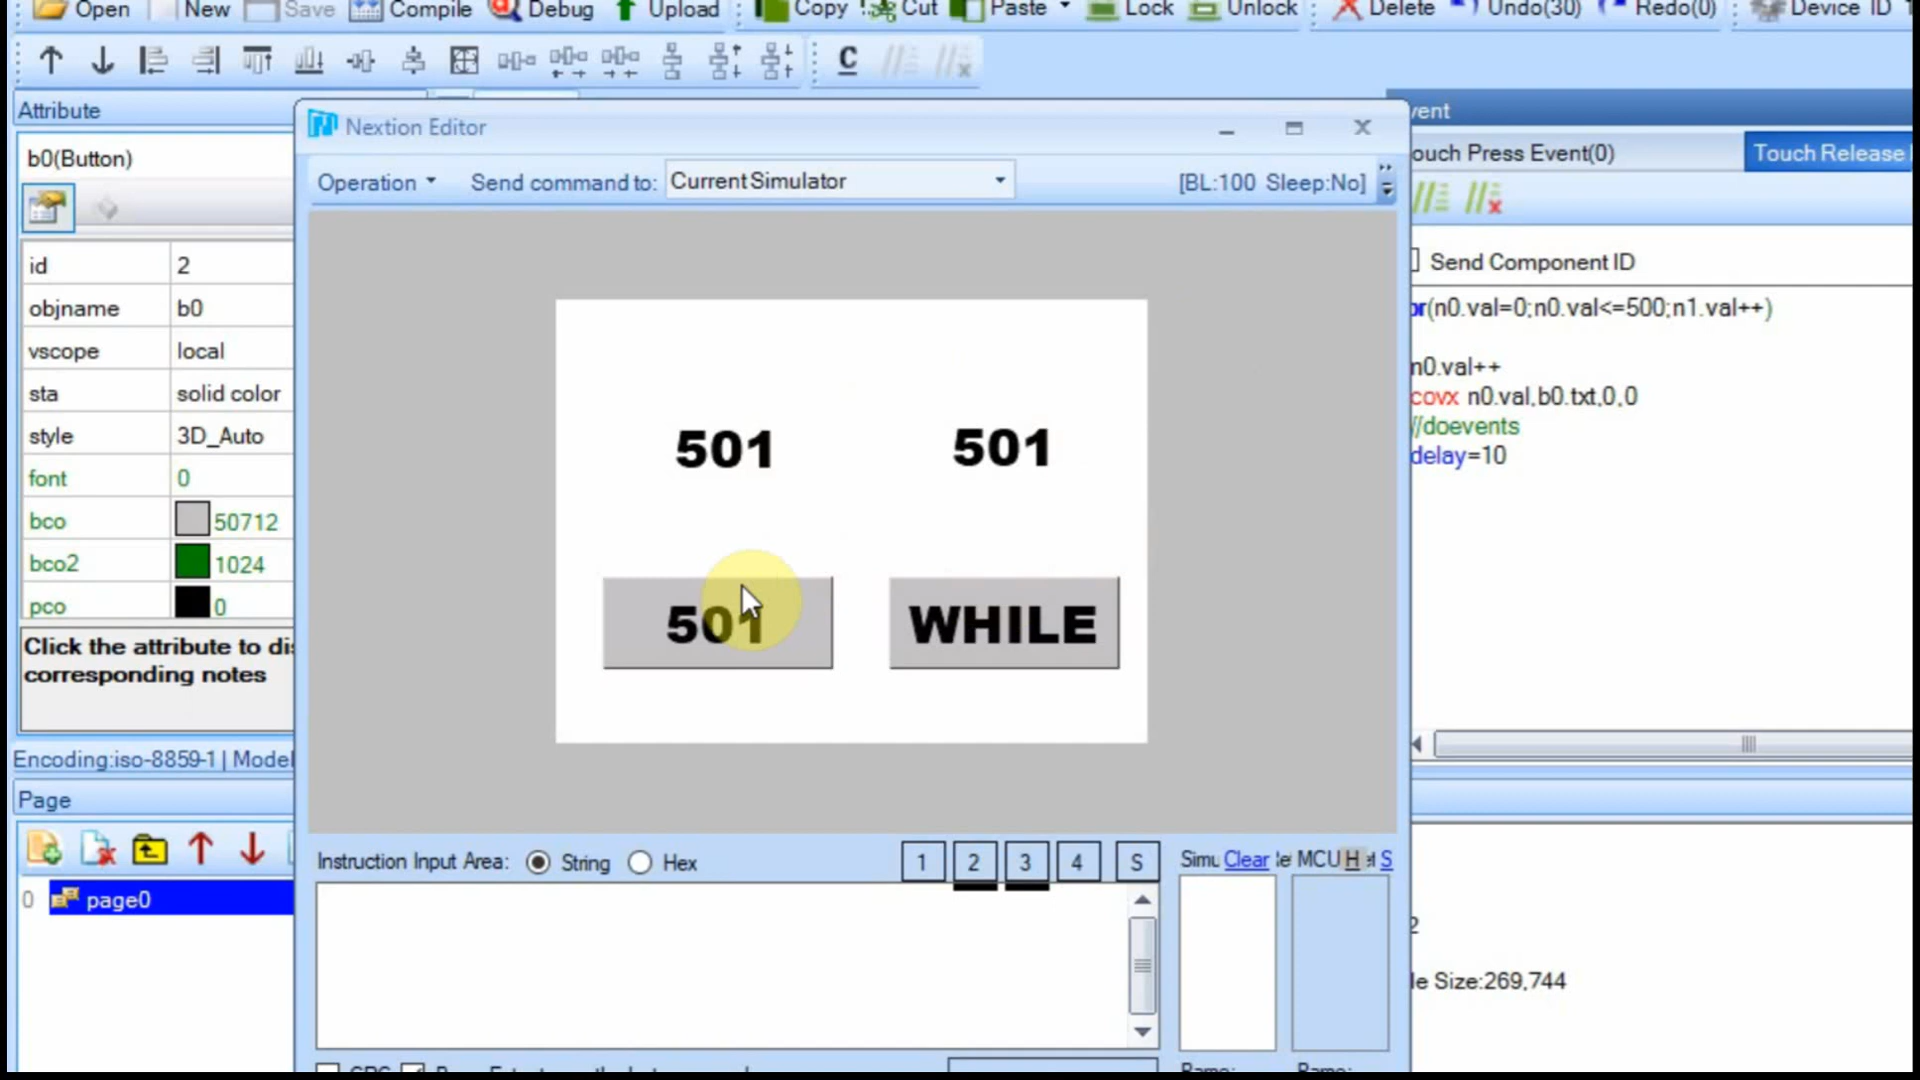 Open New Save Compile Debug Upload Copy Cut Paste Lock Unlock Delete Undo(30) Redo(0) Device ID
C
Attribute
b0(Button)
id 2
objname b0
vscope local
sta solid color
style 3D_Auto
font 0
bco 50712
bco2 1024
pco 0
Click the attribute to di
corresponding notes
Encoding:iso-8859-1 | Model
Page
0 page0
Nextion Editor
Operation Send command to: Current Simulator [BL:100 Sleep:No]
501 501
501 WHILE
Instruction Input Area: String Hex 1 2 3 4 S
Simu Clear MCU H S
vent
ouch Press Event(0) Touch Release
Send Component ID
or(n0.val=0;n0.val<=500;n1.val++)
n0.val++
covx n0.val,b0.txt,0,0
//doevents
delay=10
2
le Size:269,744